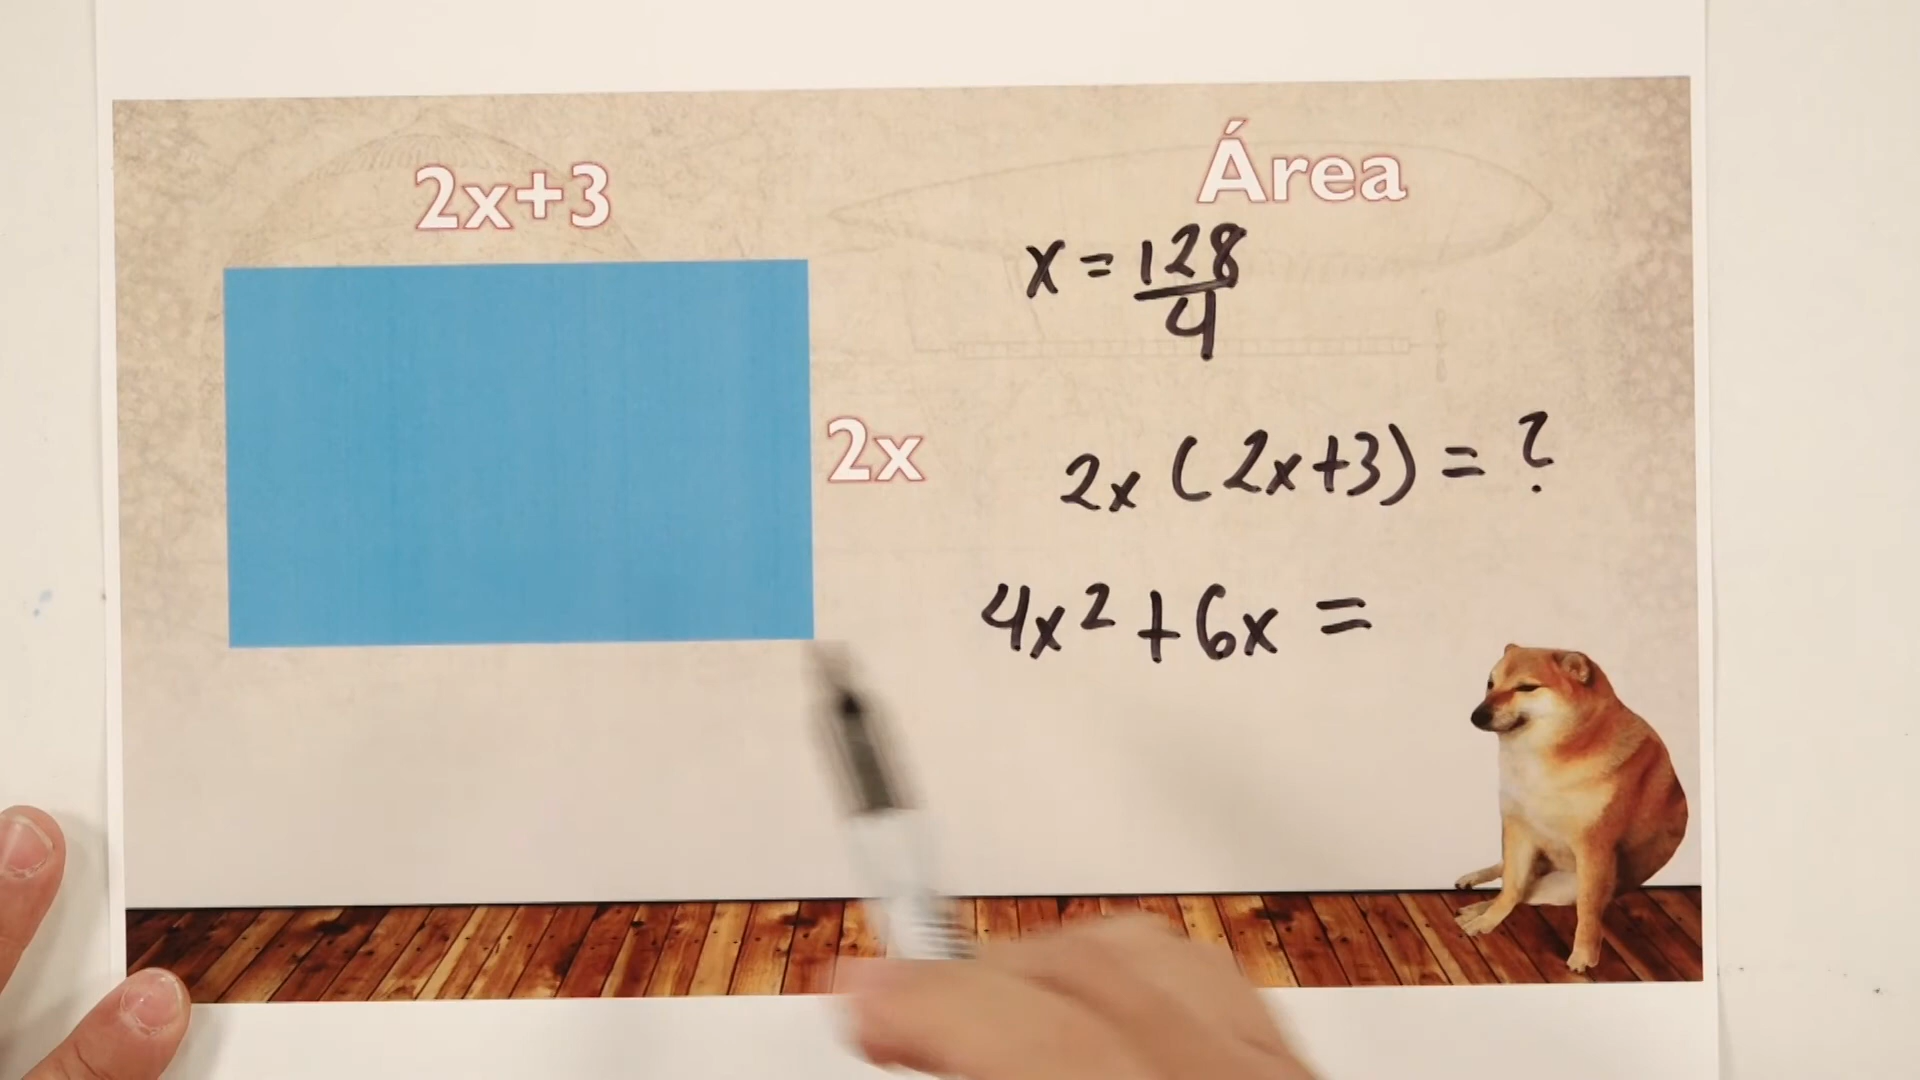 2x+3
Área
x = 128/4
2x
2x (2x+3) = ?
4x² + 6x =